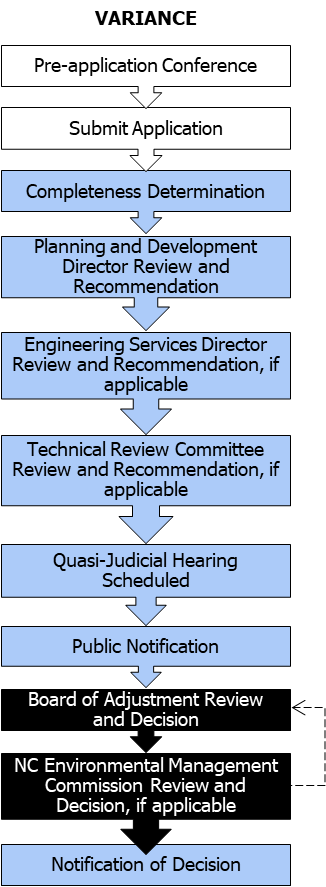 VARIANCE
Pre-application Conference
Submit Application
Completeness Determination
Planning and Development
Director Review and
Recommendation
Engineering Services Director
Review and Recommendation, if
applicable
Technical Review Committee
Review and Recommendation, if
applicable
Quasi-Judicial Hearing
Scheduled
Public Notification
Board of Adjustment Review
and Decision
NC Environmental Management
Commission Review and
Decision, if applicable
Notification of Decision